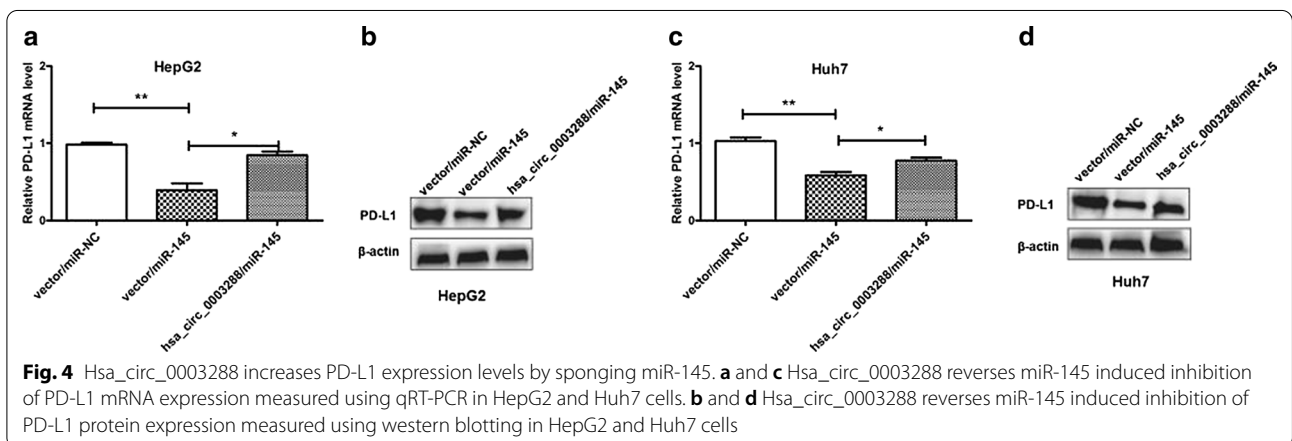 a
HepG2
Relative PD-L1 mRNA level
2
1
0
**
*
vector/miR-NC
vector/miR-145
hsa_circ_0003288/miR-145
b
vector/miR-NC
vector/miR-145
hsa_circ_0003288/miR-145
PD-L1
β-actin
HepG2
c
Huh7
Relative PD-L1 mRNA level
2
1
0
**
*
vector/miR-NC
vector/miR-145
hsa_circ_0003288/miR-145
d
vector/miR-NC
vector/miR-145
hsa_circ_0003288/miR-145
PD-L1
β-actin
Huh7
Fig. 4 Hsa_circ_0003288 increases PD-L1 expression levels by sponging miR-145. a and c Hsa_circ_0003288 reverses miR-145 induced inhibition
of PD-L1 mRNA expression measured using qRT-PCR in HepG2 and Huh7 cells. b and d Hsa_circ_0003288 reverses miR-145 induced inhibition of
PD-L1 protein expression measured using western blotting in HepG2 and Huh7 cells